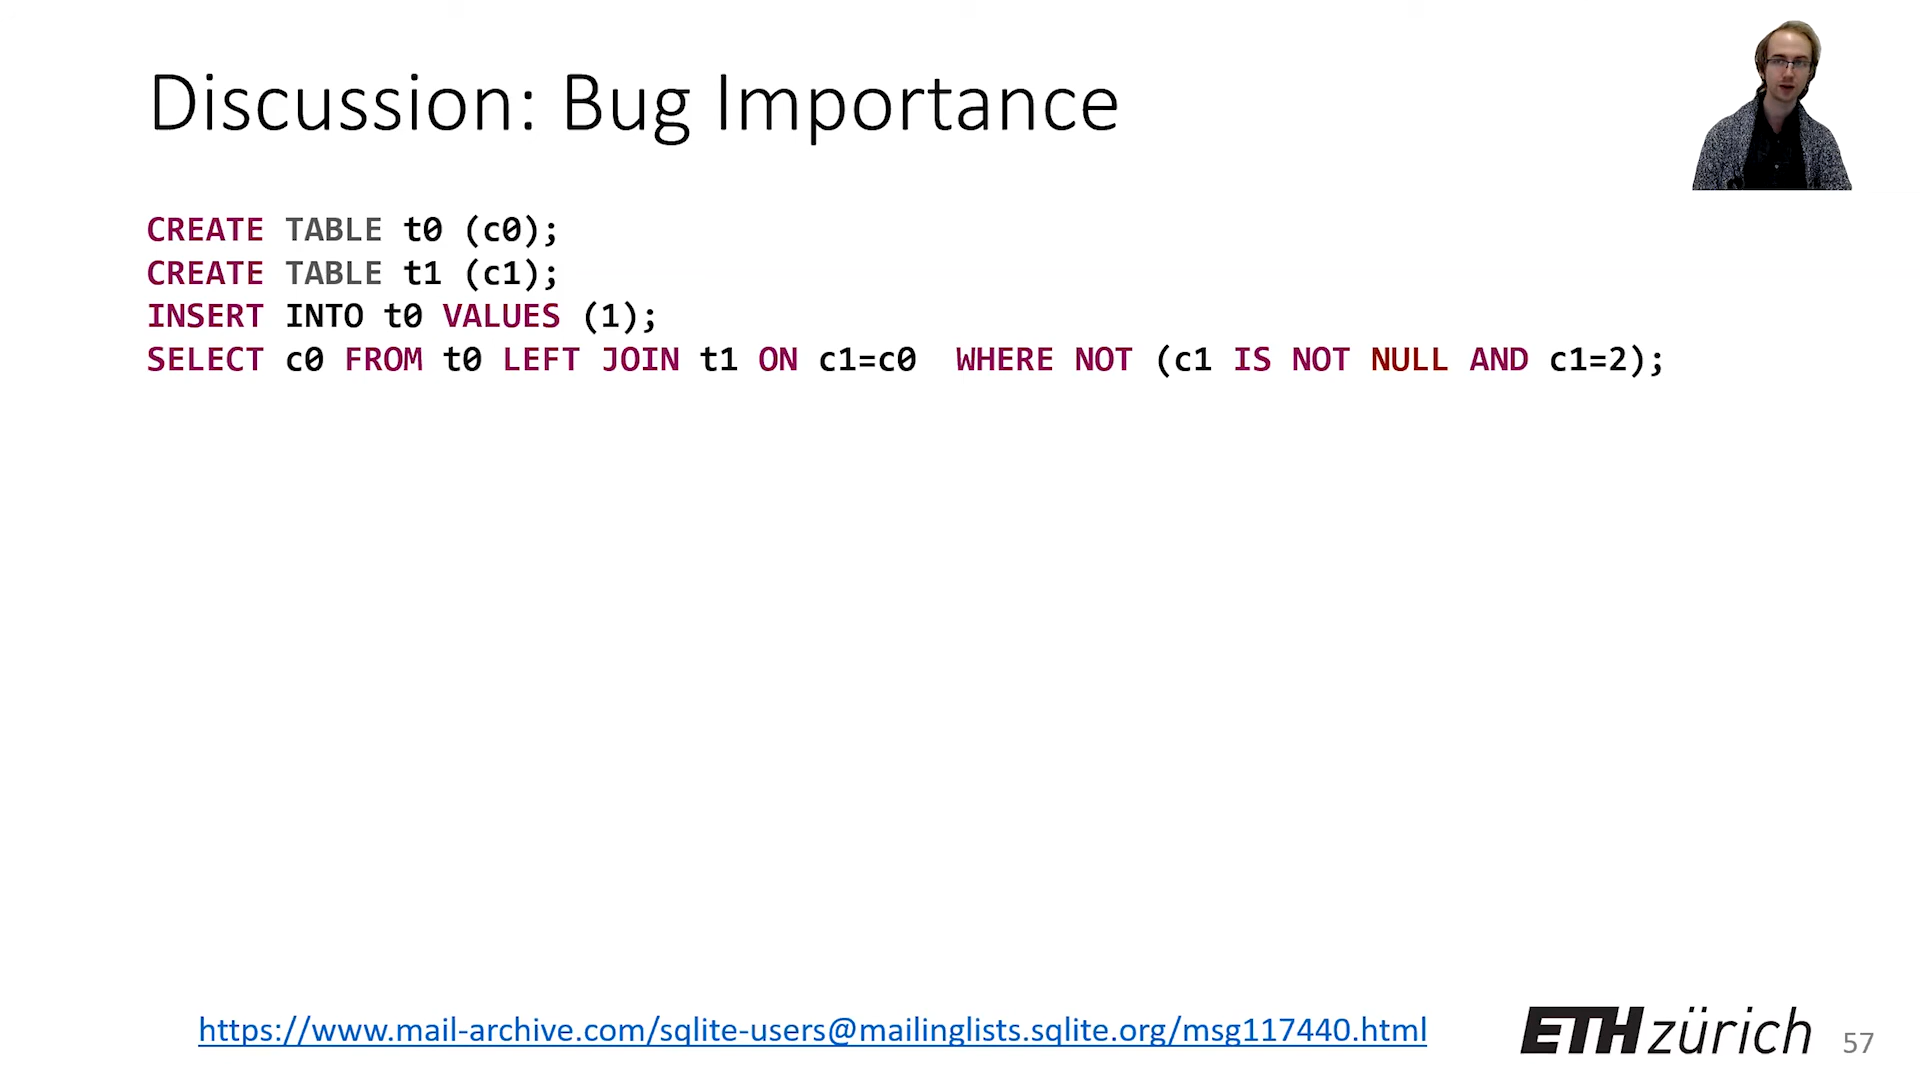 Discussion: Bug Importance
CREATE TABLE t0 (c0);
CREATE TABLE t1 (c1);
INSERT INTO t0 VALUES (1);
SELECT c0 FROM t0 LEFT JOIN t1 ON c1=c0  WHERE NOT (c1 IS NOT NULL AND c1=2);
https://www.mail-archive.com/sqlite-users@mailinglists.sqlite.org/msg117440.html
ETH zürich
57